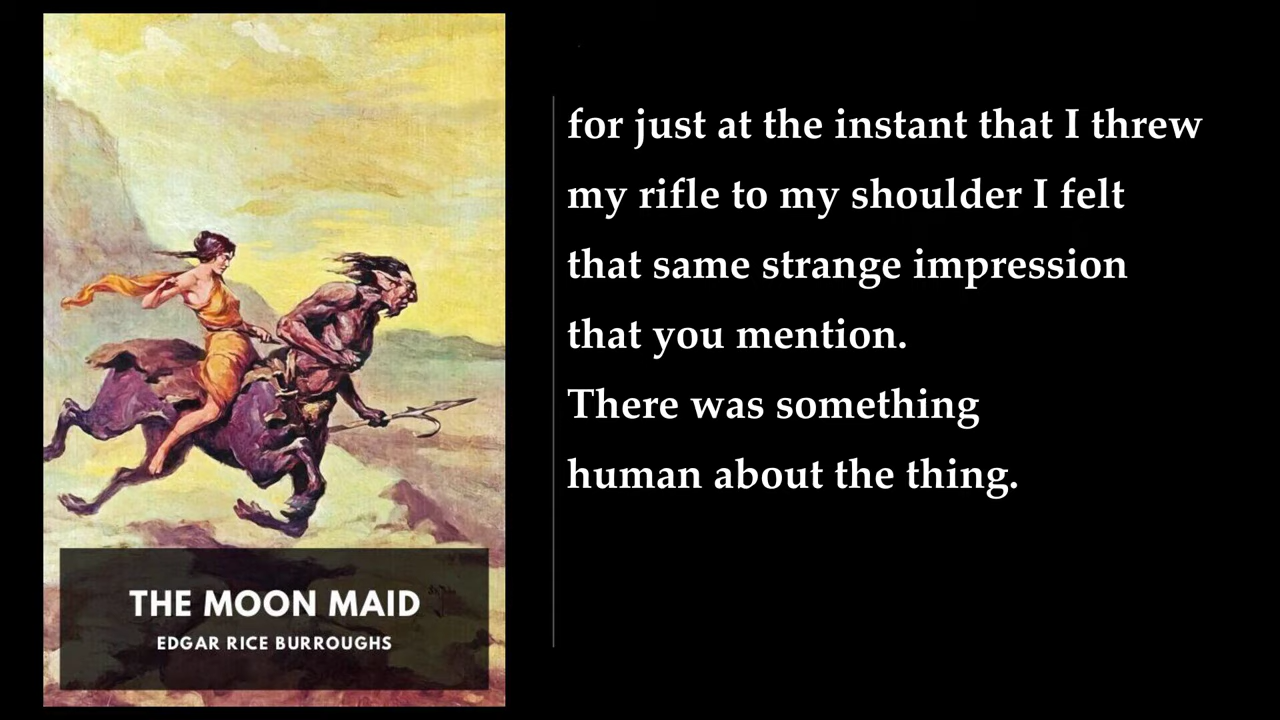 THE MOON MAID
EDGAR RICE BURROUGHS
for just at the instant that I threw
my rifle to my shoulder I felt
that same strange impression
that you mention.
There was something
human about the thing.